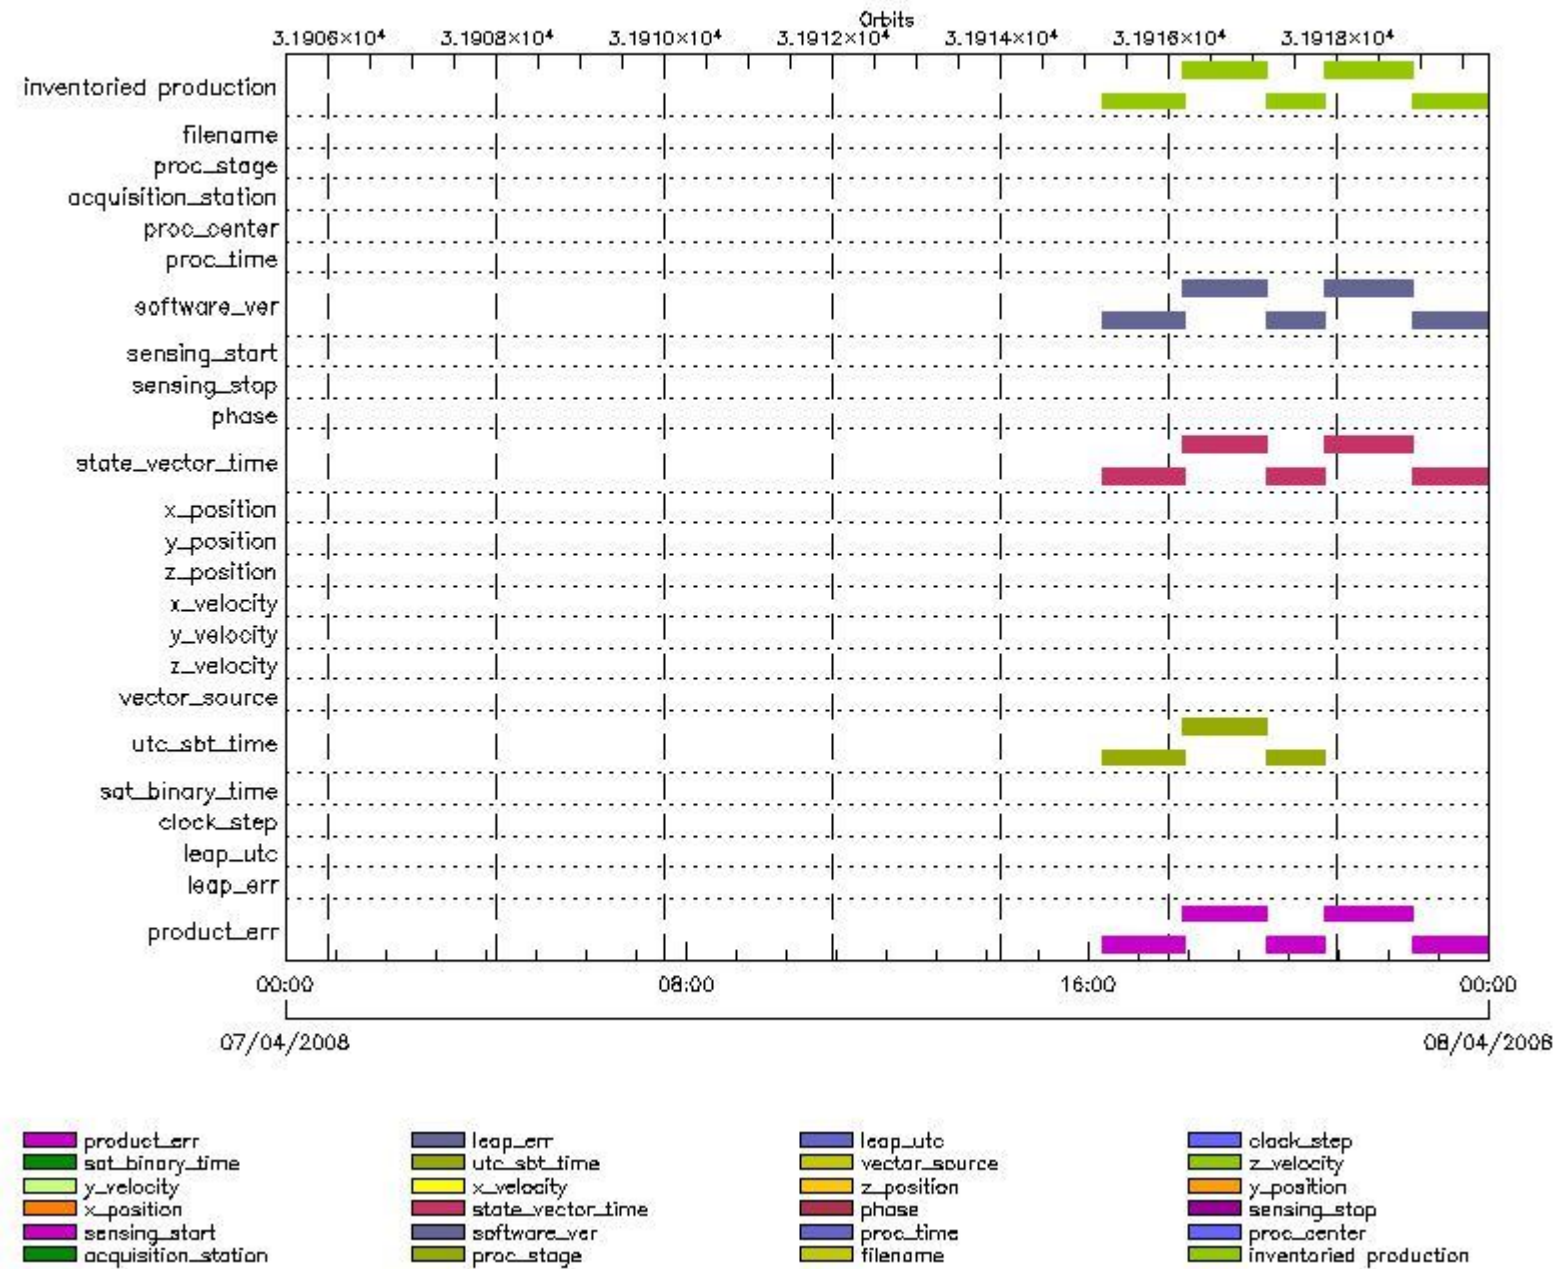 Orbits
3.1906×10⁴ 3.1908×10⁴ 3.1910×10⁴ 3.1912×10⁴ 3.1914×10⁴ 3.1916×10⁴ 3.1918×10⁴
inventoried production
filename
proc_stage
acquisition_station
proc_center
proc_time
software_ver
sensing_start
sensing_stop
phase
state_vector_time
x_position
y_position
z_position
x_velocity
y_velocity
z_velocity
vector_source
utc_sbt_time
sat_binary_time
clock_step
leap_utc
leap_err
product_err
00:00 08:00 16:00 00:00
07/04/2008 08/04/2008
product_err leap_err leap_utc clock_step
sat_binary_time utc_sbt_time vector_source z_velocity
y_velocity x_velocity z_position y_position
x_position state_vector_time phase sensing_stop
sensing_start software_ver proc_time proc_center
acquisition_station proc_stage filename inventoried production